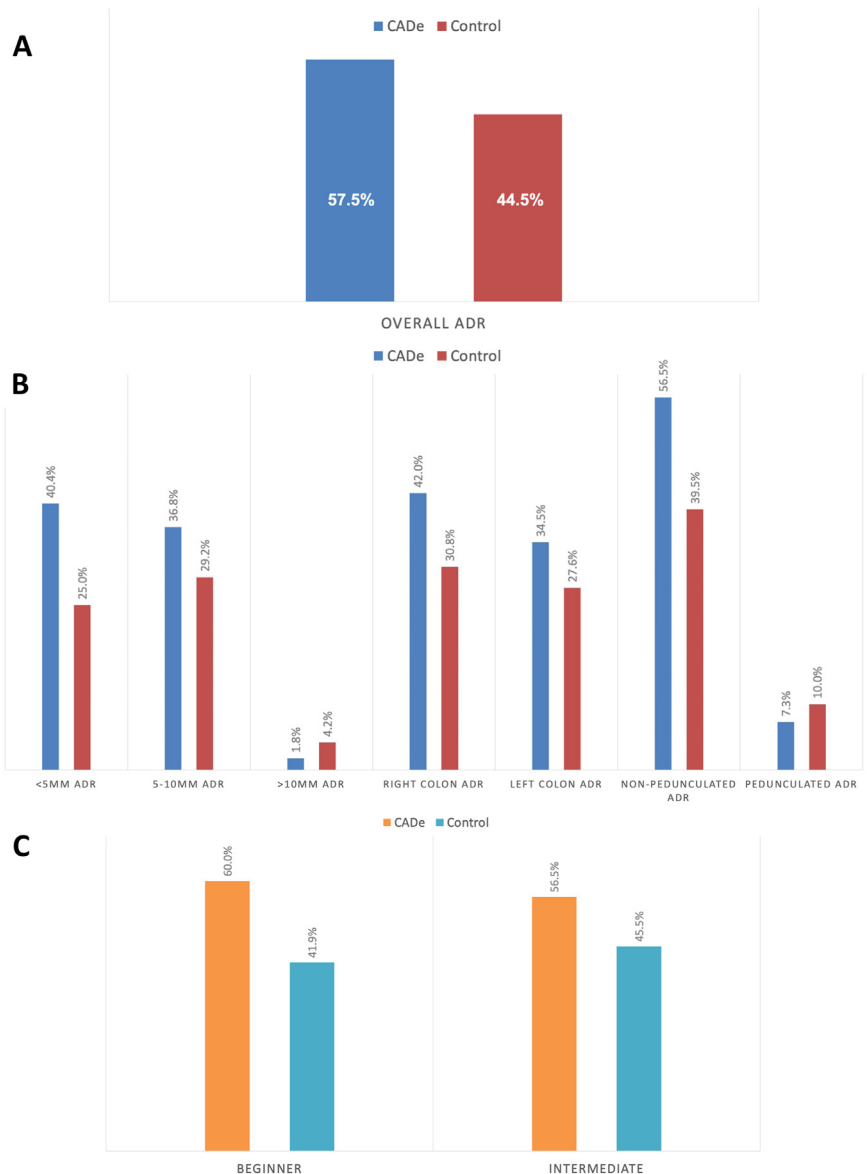 A
CADe Control
57.5%
44.5%
OVERALL ADR
B
CADe Control
40.4%
25.0%
36.8%
29.2%
1.8%
4.2%
42.0%
30.8%
34.5%
27.6%
56.5%
39.5%
7.3%
10.0%
<5MM ADR
5-10MM ADR
>10MM ADR
RIGHT COLON ADR
LEFT COLON ADR
NON-PEDUNCULATED
ADR
PEDUNCULATED ADR
C
CADe Control
60.0%
41.9%
56.5%
45.5%
BEGINNER
INTERMEDIATE